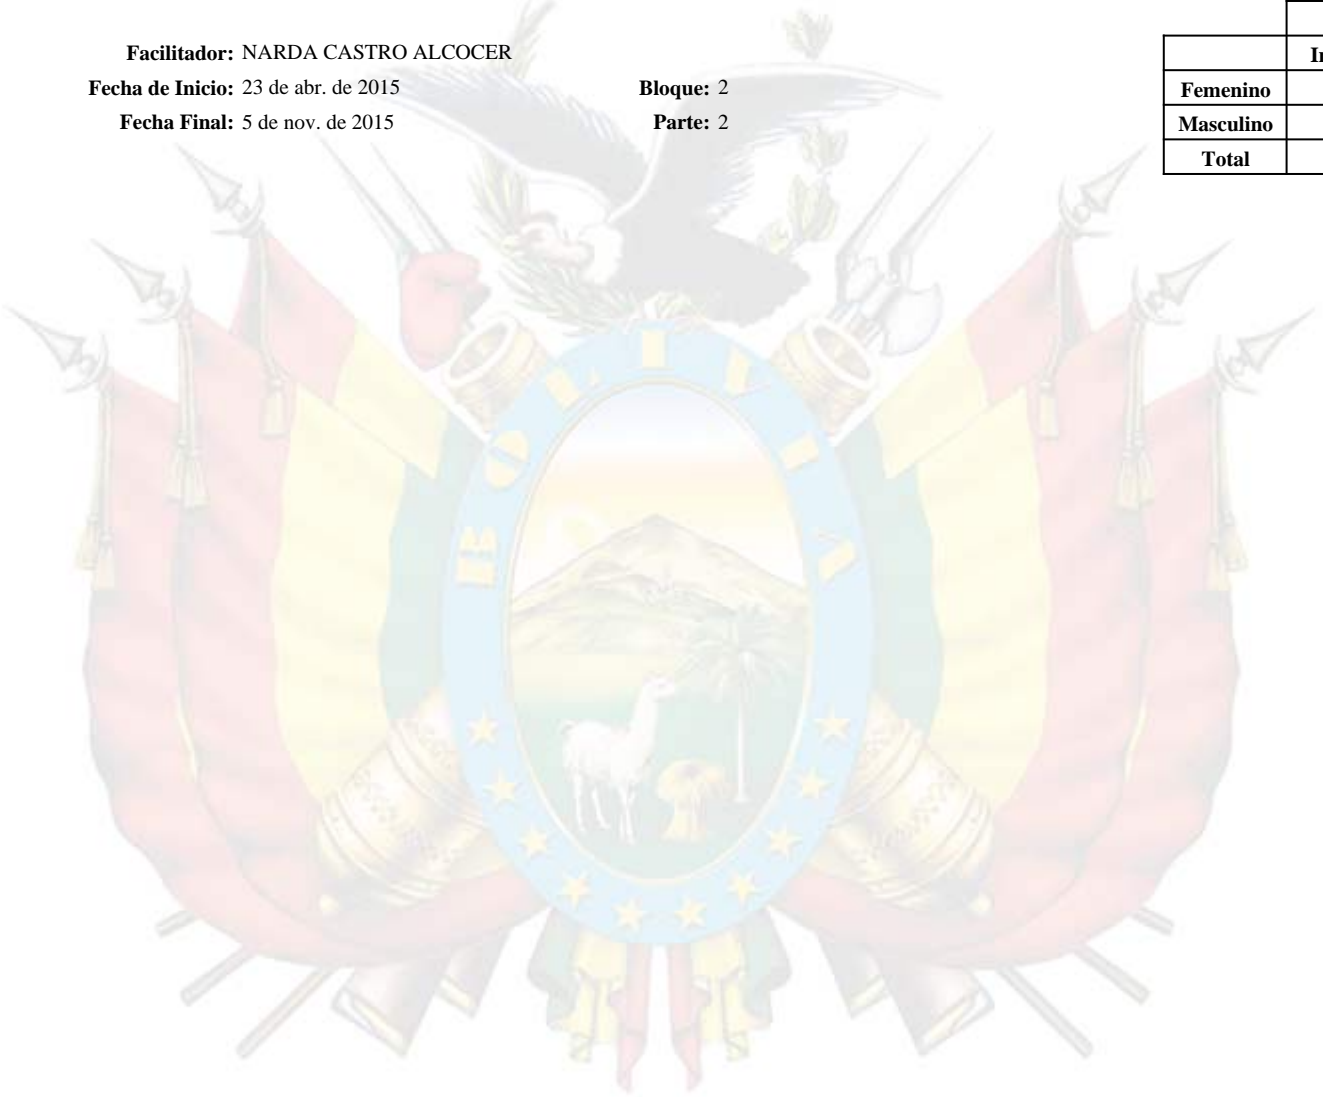 Facilitador: NARDA CASTRO ALCOCER
Fecha de Inicio: 23 de abr. de 2015 Bloque: 2
Fecha Final: 5 de nov. de 2015 Parte: 2
Femenino
Masculino
Total
BOLIVIA